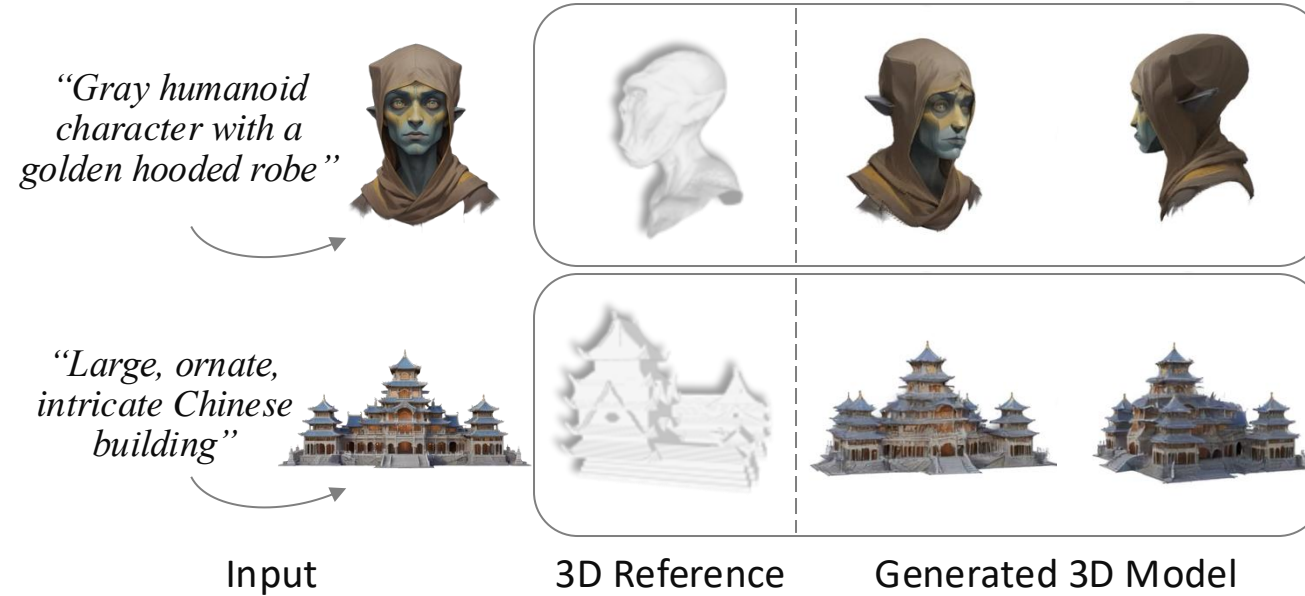 “Gray humanoid
character with a
golden hooded robe”
“Large, ornate,
intricate Chinese
building”
Input
3D Reference
Generated 3D Model